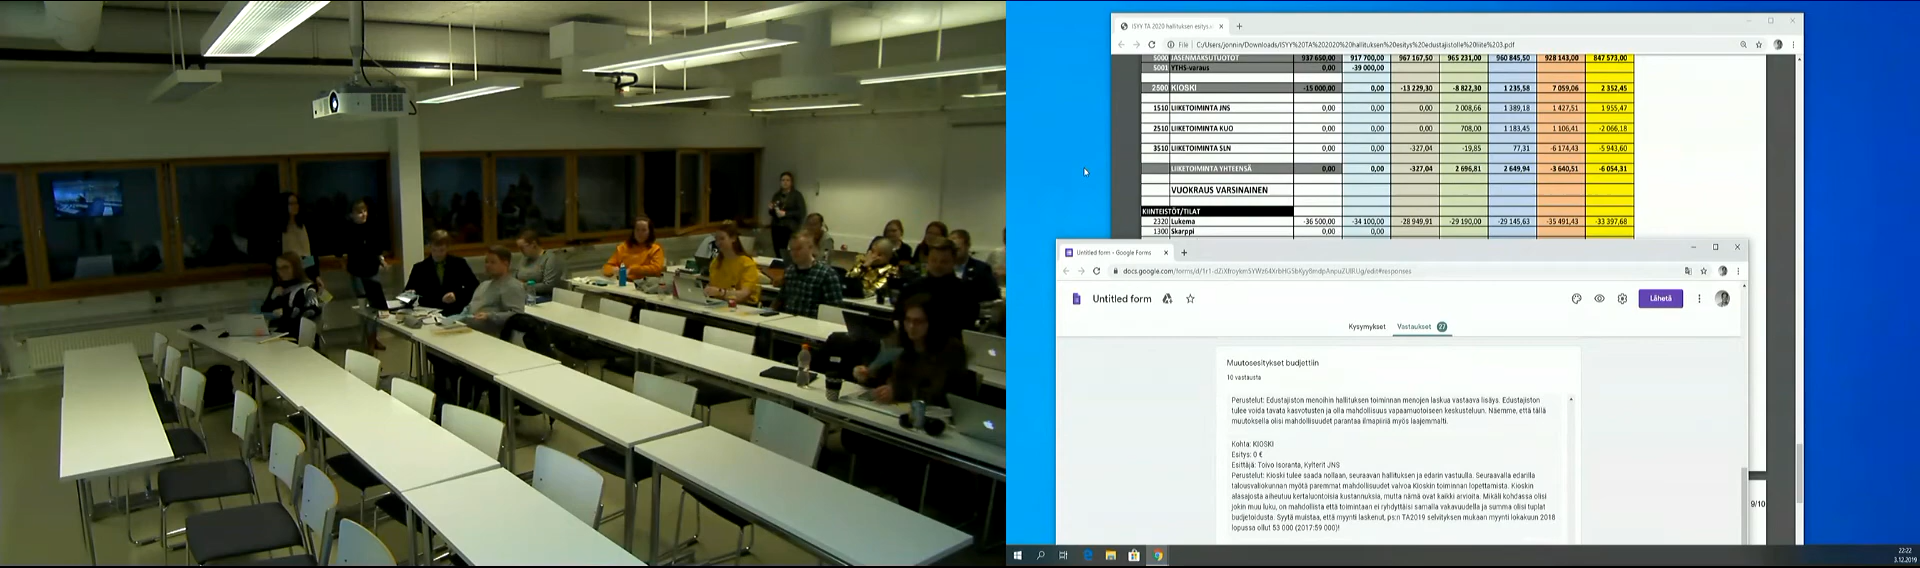 ISYY TA 2020 hallituksen esitys
File | C:/Users/jonnin/Downloads/ISYY%20TA%202020%20hallituksen%20esitys%20edustajistolle%20liite%203.pdf
5000 JÄSENMAKSUTUOTOT 937 650,00 917 700,00 967 167,50 965 231,00 960 845,50 928 143,00 847 573,00
5001 YTHS-varaus 0,00 -39 000,00
2500 KIOSKI -15 000,00 0,00 -13 229,30 -8 822,30 1 235,58 7 059,06 2 352,45
1510 LIIKETOIMINTA JNS 0,00 0,00 0,00 2 008,66 1 389,18 1 427,51 1 955,47
2510 LIIKETOIMINTA KUO 0,00 0,00 0,00 708,00 1 183,45 1 106,41 -2 066,18
3510 LIIKETOIMINTA SLN 0,00 0,00 -327,04 -19,85 77,31 -6 174,43 -5 943,60
LIIKETOIMINTA YHTEENSÄ 0,00 0,00 -327,04 2 696,81 2 649,94 -3 640,51 -6 054,31
VUOKRAUS VARSINAINEN
KIINTEISTÖT/TILAT
2320 Lukema -36 500,00 -34 100,00 -28 949,91 -29 190,00 -29 145,63 -35 491,43 -33 397,68
1300 Skarppi 0,00 0,00
Untitled form - Google Forms
Untitled form
Lähetä
Kysymykset Vastaukset 27
Muutosesitykset budjettiin
10 vastausta
Perustelut: Edustajiston menoihin hallituksen toiminnan menojen laskua vastaava lisäys. Edustajiston
tulee voida tavata kasvotusten ja olla mahdollisuus vapaamuotoiseen keskusteluun. Näemme, että tällä
muutoksella olisi mahdollisuudet parantaa ilmapiiriä myös laajemmalti.
Kohta: KIOSKI
Esitys: 0 €
Esittäjä: Toivo Isoranta, Kylterit JNS
Perustelut: Kioski tulee saada nollaan, seuraavan hallituksen ja edarin vastuulla. Seuraavalla edarilla
talousvaliokunnan myötä paremmat mahdollisuudet valvoa Kioskin toiminnan lopettamista. Kioskin
alasajosta aiheutuu kertaluontoisia kustannuksia, mutta nämä ovat kaikki arvioita. Mikäli kohdassa olisi
jokin muu luku, on mahdollista että toimintaan ei ryhdyttäisi samalla vakavuudella ja summa olisi tuplat
budjetoidusta. Syytä muistaa, että myynti laskenut, ps:n TA2019 selvityksen mukaan myynti lokakuun 2018
lopussa ollut 53 000 (2017:59 000)!
9/10
22:22
3.12.2019